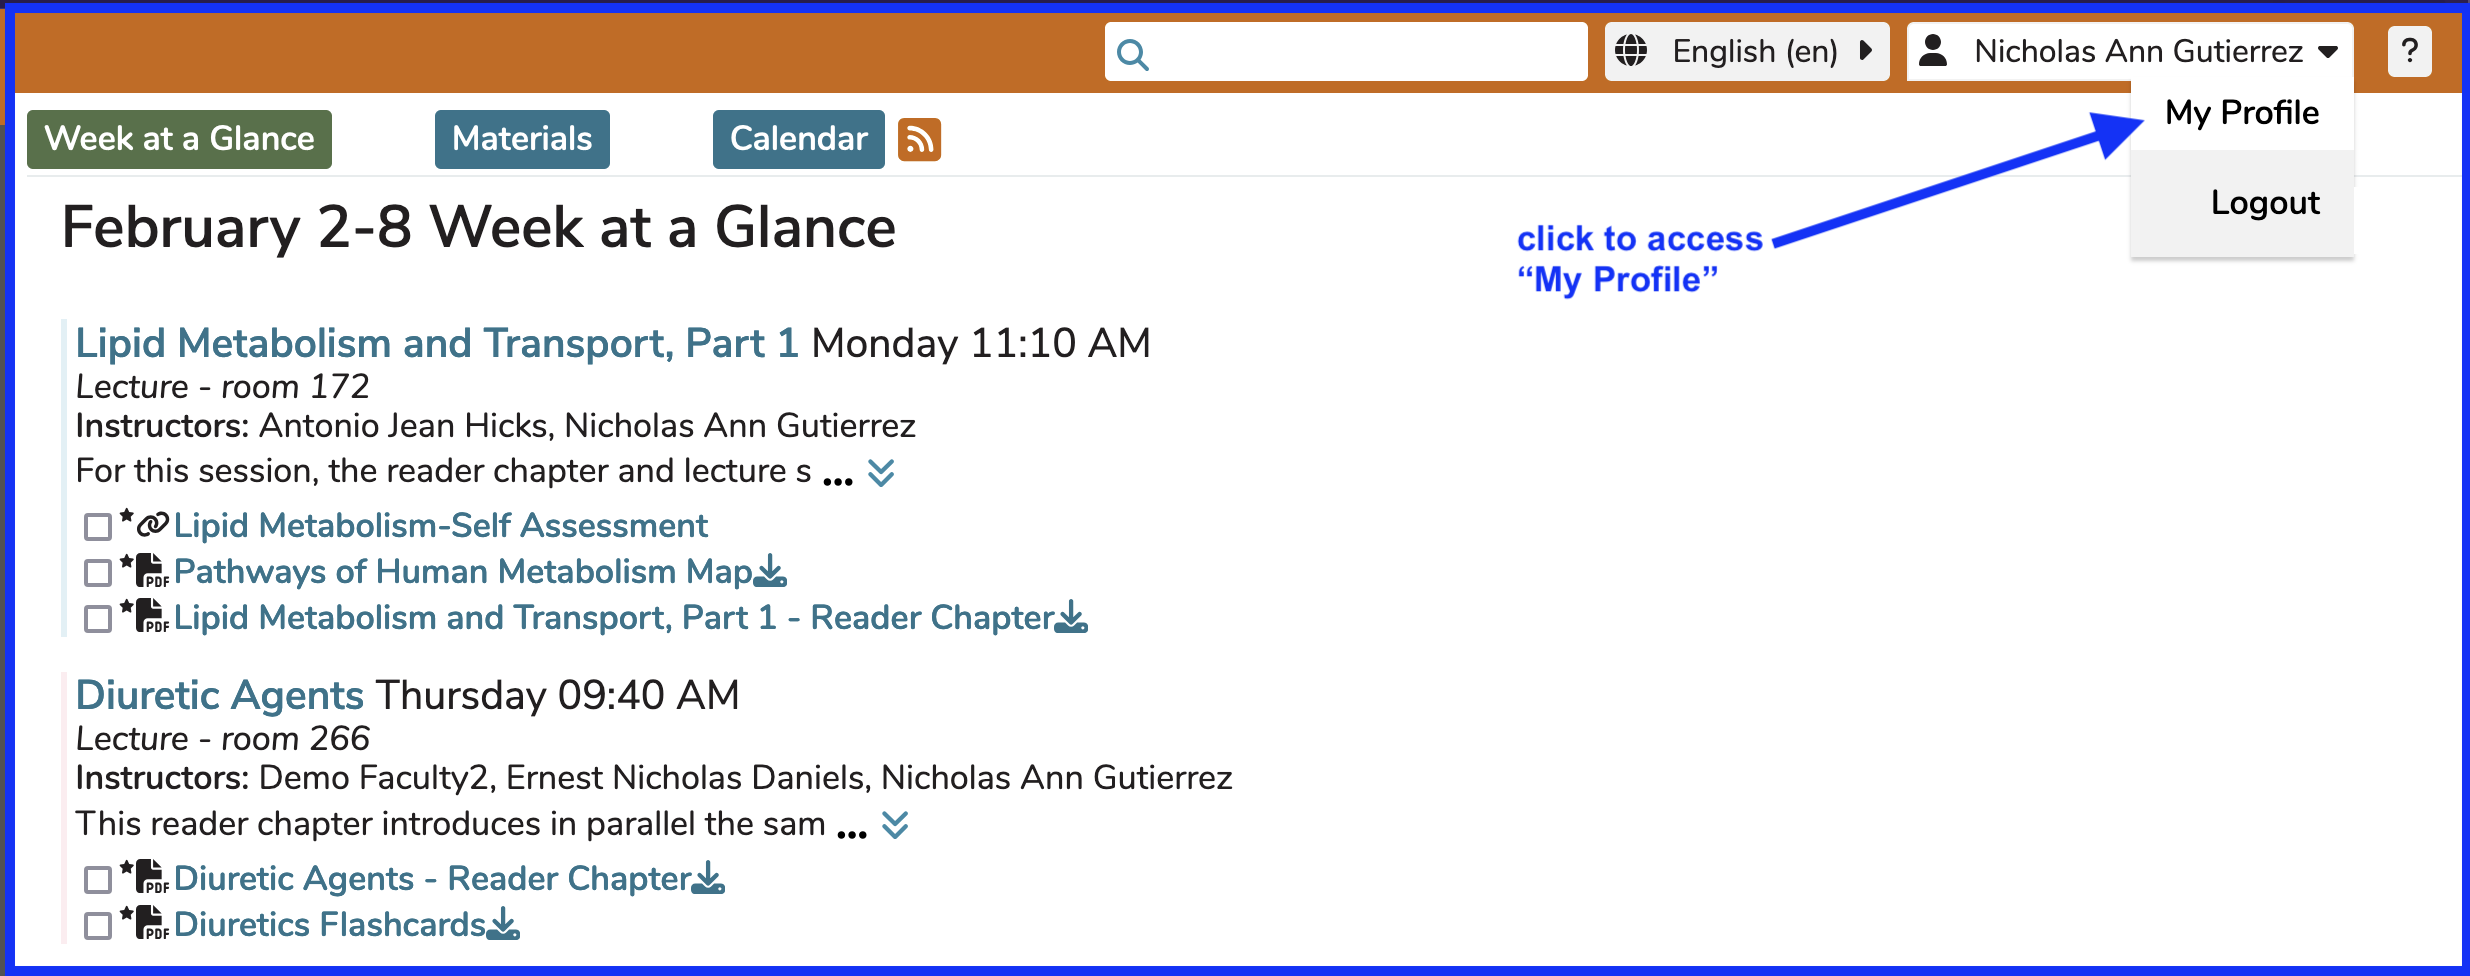 English (en)
Nicholas Ann Gutierrez
?
My Profile
Logout
Week at a Glance
Materials
Calendar
click to access
“My Profile”
February 2-8 Week at a Glance
Lipid Metabolism and Transport, Part 1 Monday 11:10 AM
Lecture - room 172
Instructors: Antonio Jean Hicks, Nicholas Ann Gutierrez
For this session, the reader chapter and lecture s ...
*Lipid Metabolism-Self Assessment
*PDF Pathways of Human Metabolism Map
*PDF Lipid Metabolism and Transport, Part 1 - Reader Chapter
Diuretic Agents Thursday 09:40 AM
Lecture - room 266
Instructors: Demo Faculty2, Ernest Nicholas Daniels, Nicholas Ann Gutierrez
This reader chapter introduces in parallel the sam ...
*PDF Diuretic Agents - Reader Chapter
*PDF Diuretics Flashcards